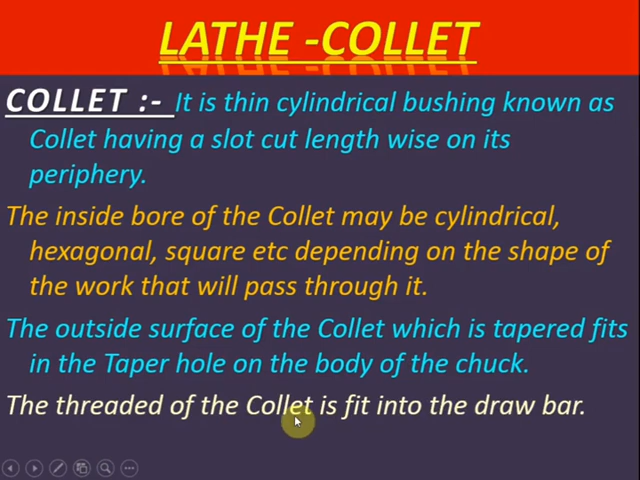 LATHE -COLLET
COLLET :- It is thin cylindrical bushing known as
Collet having a slot cut length wise on its
periphery.
The inside bore of the Collet may be cylindrical,
hexagonal, square etc depending on the shape of
the work that will pass through it.
The outside surface of the Collet which is tapered fits
in the Taper hole on the body of the chuck.
The threaded of the Collet is fit into the draw bar.